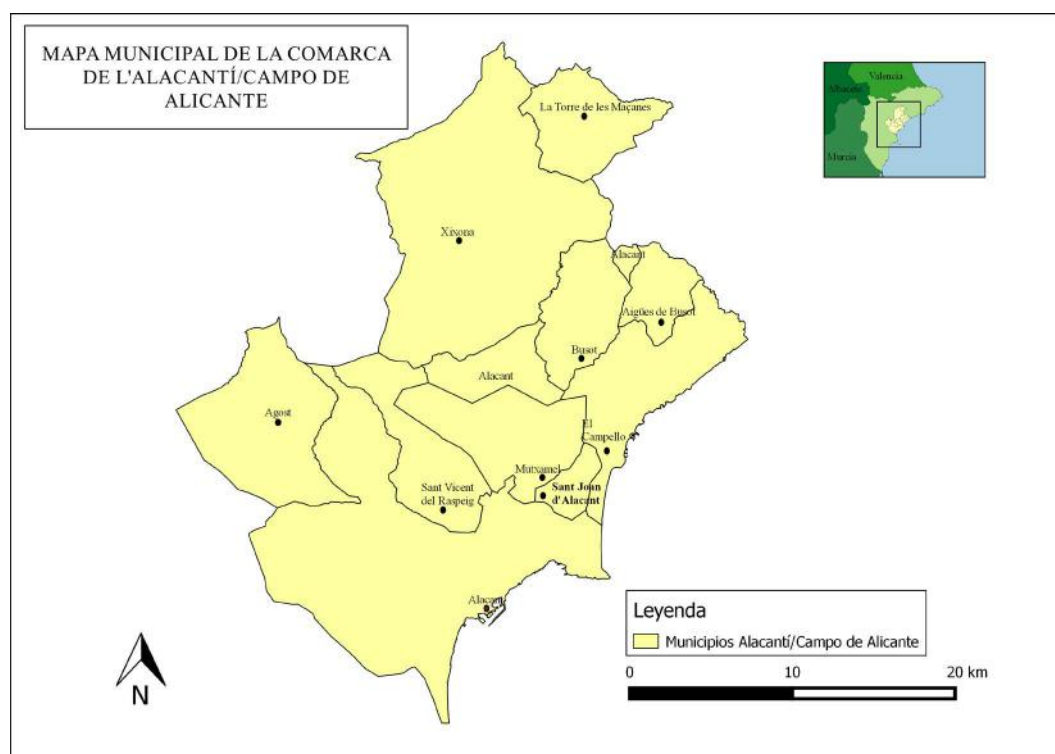 MAPA MUNICIPAL DE LA COMARCA
DE L'ALACANTÍ/CAMPO DE
ALICANTE
Valencia
Albacete
Murcia
La Torre de les Maçanes
Xixona
Alacant
Aigües de Busot
Busot
Alacant
Agost
El
Campello
Mutxamel
Sant Vicent
del Raspeig
Sant Joan
d'Alacant
Alacant
Leyenda
Municipios Alacantí/Campo de Alicante
0 10 20 km
N